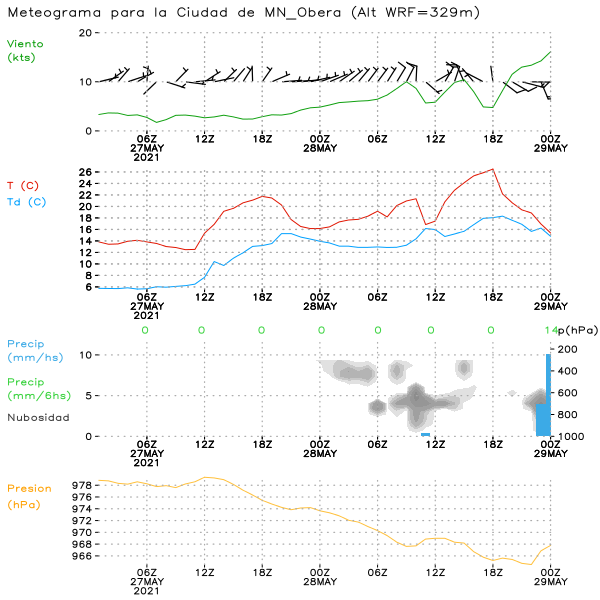 Meteograma para la Ciudad de MN_Obera (Alt WRF=329m)
Viento
(kts)
20
10
0
06Z 12Z 18Z 00Z 06Z 12Z 18Z 00Z
27MAY 28MAY 29MAY
2021
T (C)
Td (C)
26
24
22
20
18
16
14
12
10
8
6
06Z 12Z 18Z 00Z 06Z 12Z 18Z 00Z
27MAY 28MAY 29MAY
2021
0 0 0 0 0 0 0 14
p(hPa)
Precip
(mm/hs)
Precip
(mm/6hs)
Nubosidad
10
5
0
200
400
600
800
1000
06Z 12Z 18Z 00Z 06Z 12Z 18Z 00Z
27MAY 28MAY 29MAY
2021
Presion
(hPa)
978
976
974
972
970
968
966
06Z 12Z 18Z 00Z 06Z 12Z 18Z 00Z
27MAY 28MAY 29MAY
2021